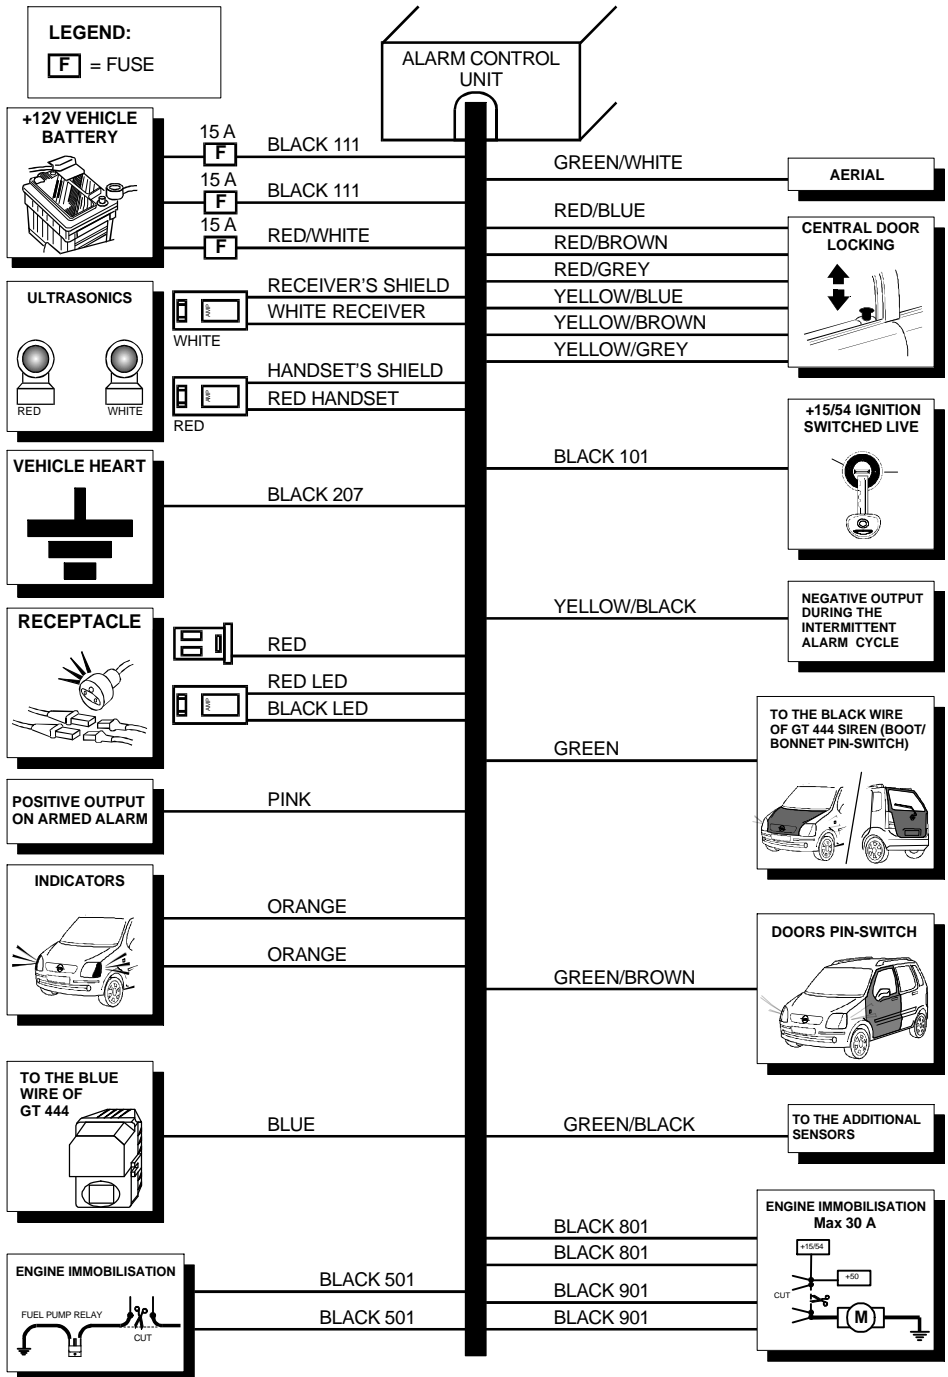 LEGEND:
F = FUSE
ALARM CONTROL
UNIT
+12V VEHICLE
BATTERY
15 A
F
BLACK 111
15 A
F
BLACK 111
15 A
F
RED/WHITE
ULTRASONICS
RED
WHITE
AMP
WHITE
RECEIVER'S SHIELD
WHITE RECEIVER
AMP
RED
HANDSET'S SHIELD
RED HANDSET
VEHICLE HEART
BLACK 207
RECEPTACLE
RED
AMP
RED LED
BLACK LED
POSITIVE OUTPUT
ON ARMED ALARM
PINK
INDICATORS
ORANGE
ORANGE
TO THE BLUE
WIRE OF
GT 444
BLUE
ENGINE IMMOBILISATION
FUEL PUMP RELAY
CUT
BLACK 501
BLACK 501
GREEN/WHITE
AERIAL
RED/BLUE
RED/BROWN
RED/GREY
YELLOW/BLUE
YELLOW/BROWN
YELLOW/GREY
CENTRAL DOOR
LOCKING
BLACK 101
+15/54 IGNITION
SWITCHED LIVE
YELLOW/BLACK
NEGATIVE OUTPUT
DURING THE
INTERMITTENT
ALARM CYCLE
GREEN
TO THE BLACK WIRE
OF GT 444 SIREN (BOOT/
BONNET PIN-SWITCH)
GREEN/BROWN
DOORS PIN-SWITCH
GREEN/BLACK
TO THE ADDITIONAL
SENSORS
BLACK 801
BLACK 801
BLACK 901
BLACK 901
ENGINE IMMOBILISATION
Max 30 A
+15/54
+50
CUT
M